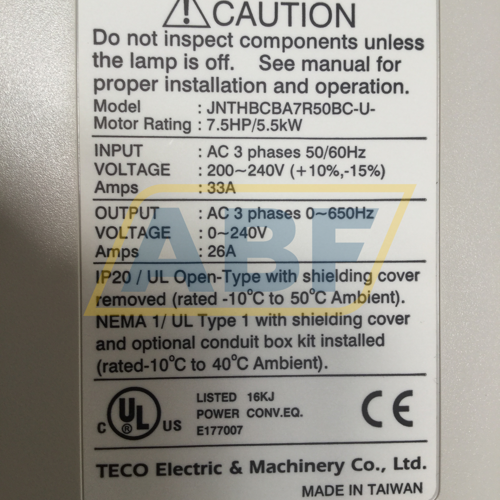 CAUTION
Do not inspect components unless
the lamp is off. See manual for
proper installation and operation.
Model : JNTHBCBA7R50BC-U-
Motor Rating : 7.5HP/5.5kW
INPUT : AC 3 phases 50/60Hz
VOLTAGE : 200~240V (+10%,-15%)
Amps : 33A
OUTPUT : AC 3 phases 0~650Hz
VOLTAGE : 0~240V
Amps : 26A
ABF
IP20 / UL Open-Type with shielding cover
removed (rated -10°C to 50°C Ambient).
NEMA 1/ UL Type 1 with shielding cover
and optional conduit box kit installed
(rated-10°C to 40°C Ambient).
C UL US
LISTED 16KJ
POWER CONV.EQ.
E177007
CE
TECO Electric & Machinery Co., Ltd.
MADE IN TAIWAN